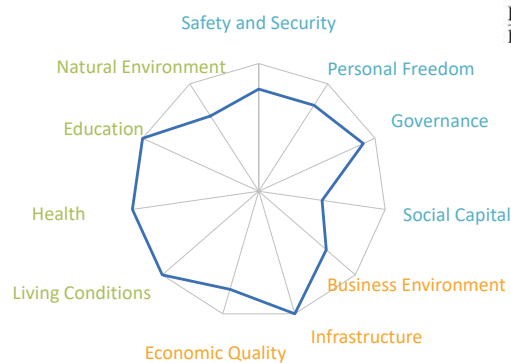 Safety and Security
Natural Environment
Personal Freedom
Education
Governance
Health
Social Capital
Living Conditions
Business Environment
Economic Quality
Infrastructure